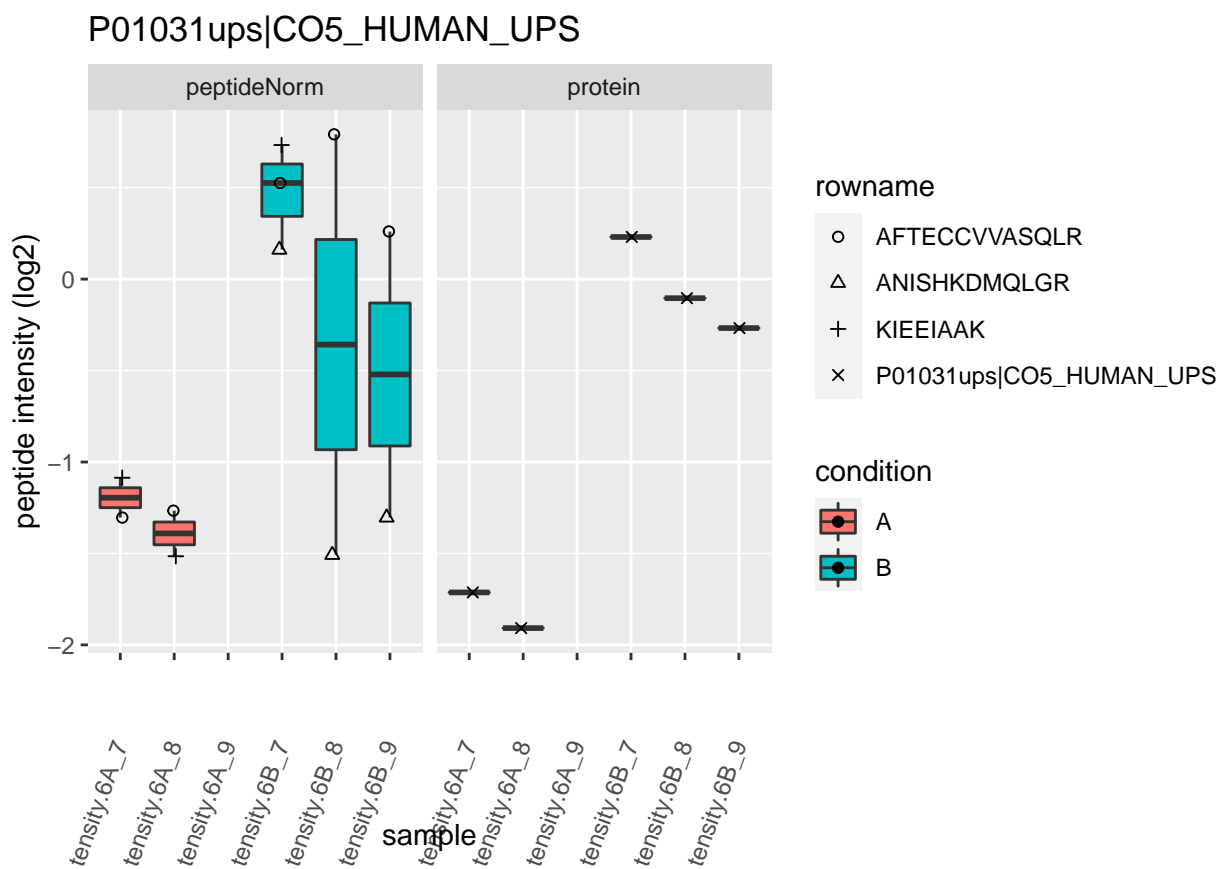 P01031ups|CO5_HUMAN_UPS
peptideNorm
protein
peptide intensity (log2)
0
−1
−2
tensity.6A_7
tensity.6A_8
tensity.6A_9
tensity.6B_7
tensity.6B_8
tensity.6B_9
tensity.6A_7
tensity.6A_8
tensity.6A_9
tensity.6B_7
tensity.6B_8
tensity.6B_9
sample
rowname
AFTECCVVASQLR
ANISHKDMQLGR
KIEEIAAK
P01031ups|CO5_HUMAN_UPS
condition
A
B